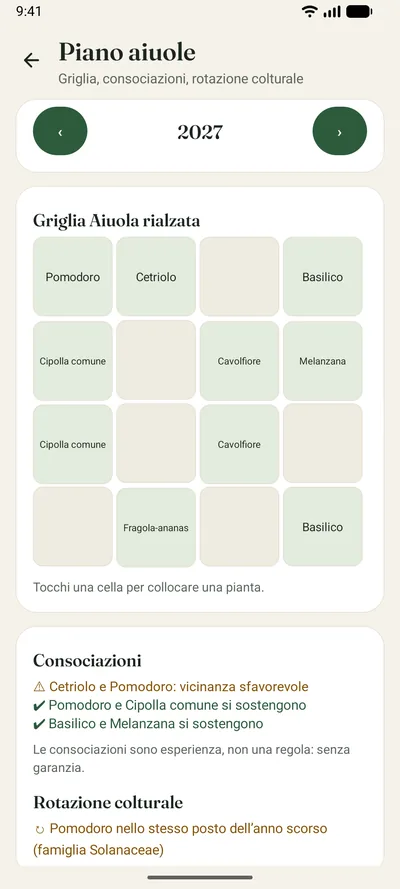 9:41
Piano aiuole
Griglia, consociazioni, rotazione colturale
‹ 2027 ›
Griglia Aiuola rialzata
Pomodoro Cetriolo Basilico
Cipolla comune Cavolfiore Melanzana
Cipolla comune Cavolfiore
Fragola-ananas Basilico
Tocchi una cella per collocare una pianta.
Consociazioni
⚠ Cetriolo e Pomodoro: vicinanza sfavorevole
✔ Pomodoro e Cipolla comune si sostengono
✔ Basilico e Melanzana si sostengono
Le consociazioni sono esperienza, non una regola: senza
garanzia.
Rotazione colturale
↻ Pomodoro nello stesso posto dell’anno scorso
(famiglia Solanaceae)